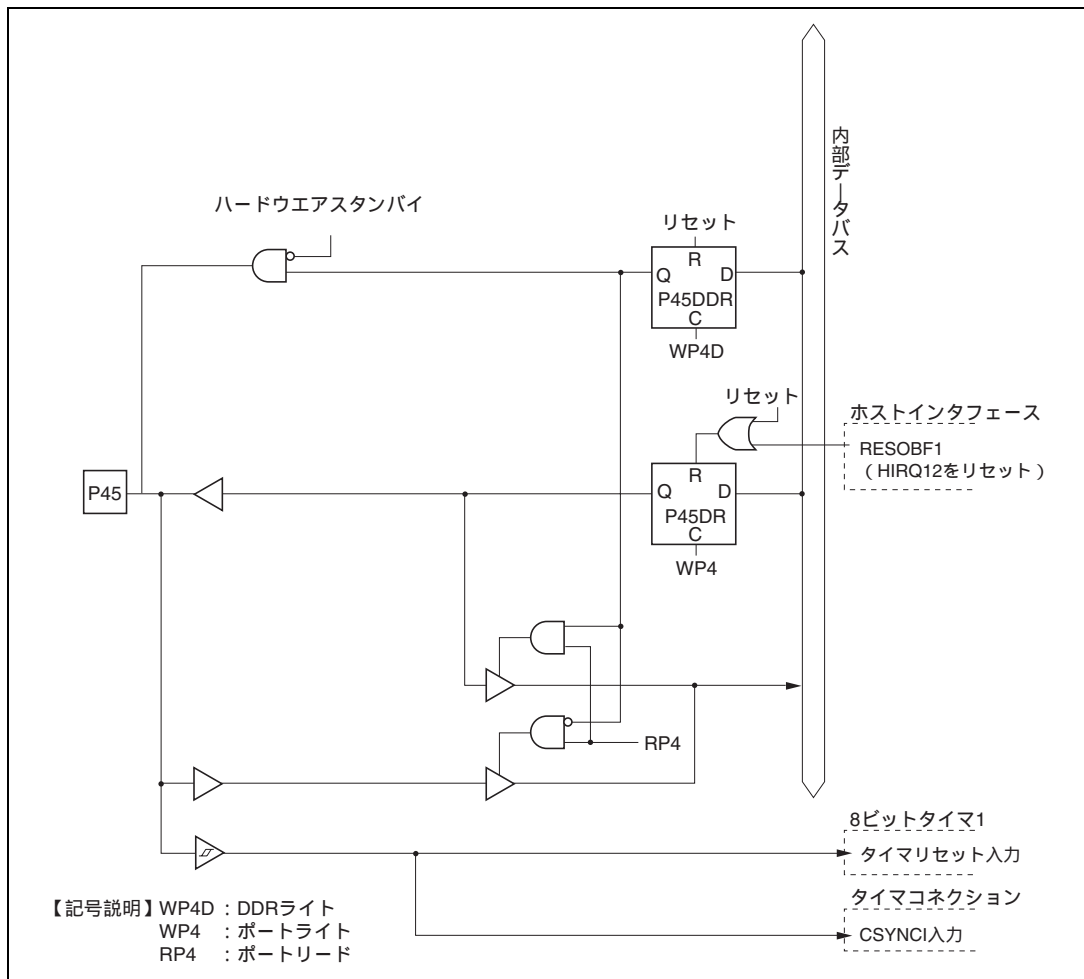 内部データバス
ハードウエアスタンバイ
リセット
R
Q D
P45DDR
C
WP4D
リセット
ホストインタフェース
RESOBF1
（HIRQ12をリセット）
P45
R
Q D
P45DR
C
WP4
RP4
8ビットタイマ1
タイマリセット入力
タイマコネクション
CSYNCI入力
【記号説明】WP4D：DDRライト
WP4：ポートライト
RP4：ポートリード